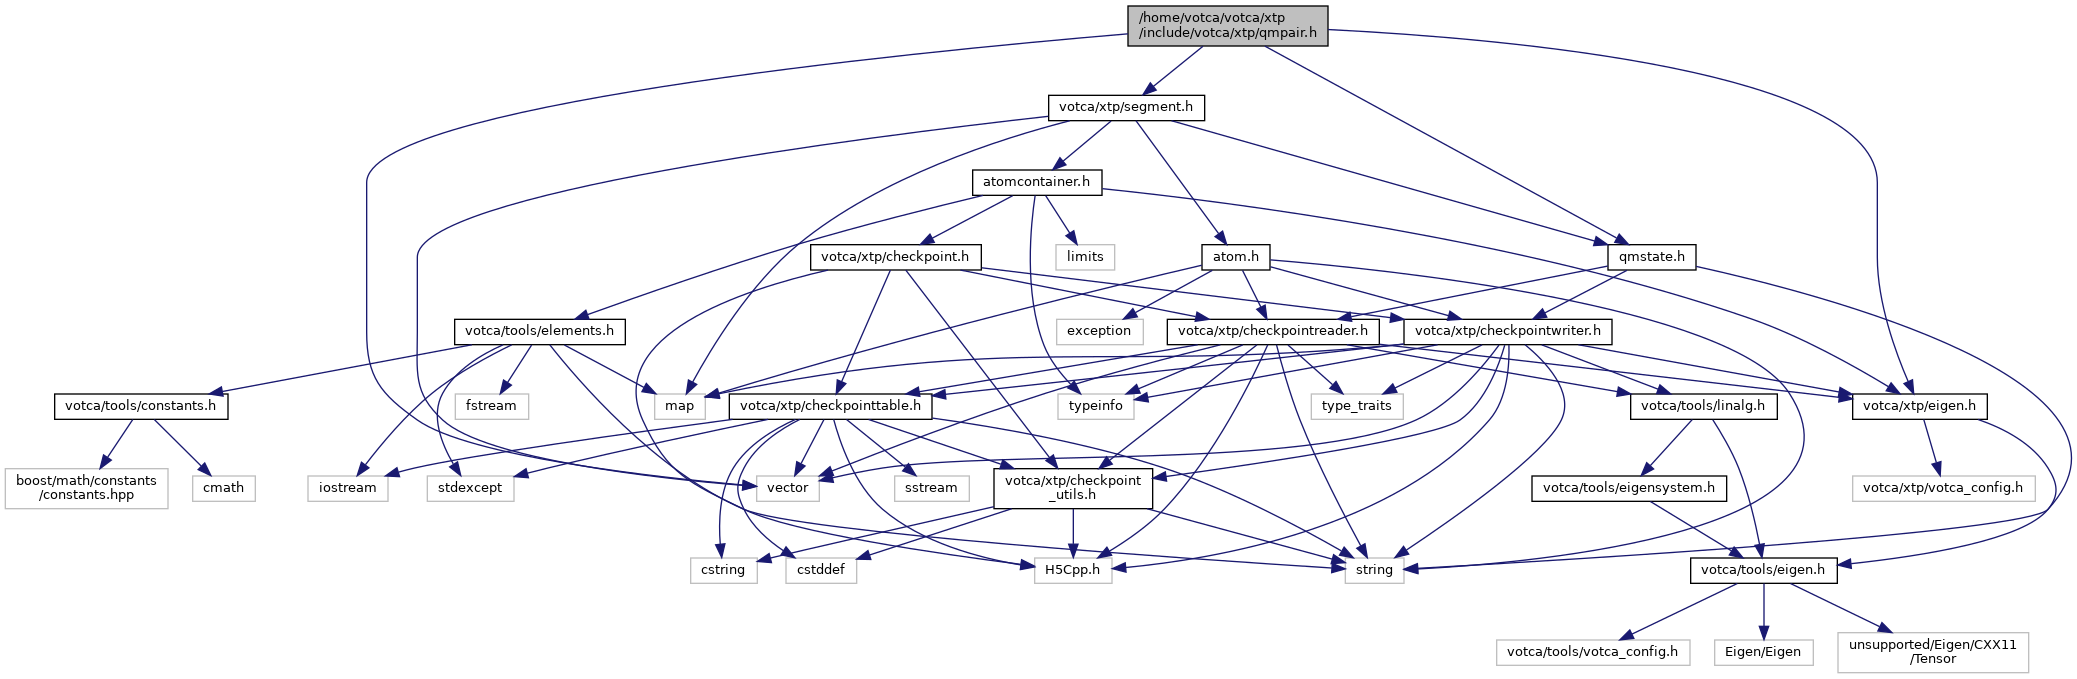 /home/votca/votca/xtp
/include/votca/xtp/qmpair.h
votca/xtp/segment.h
atomcontainer.h
votca/xtp/checkpoint.h
limits
atom.h
qmstate.h
votca/tools/elements.h
exception
votca/xtp/checkpointreader.h
votca/xtp/checkpointwriter.h
votca/tools/constants.h
fstream
map
votca/xtp/checkpointtable.h
typeinfo
type_traits
votca/tools/linalg.h
votca/xtp/eigen.h
boost/math/constants
/constants.hpp
cmath
iostream
stdexcept
vector
sstream
votca/xtp/checkpoint
_utils.h
votca/tools/eigensystem.h
votca/xtp/votca_config.h
cstring
cstddef
H5Cpp.h
string
votca/tools/eigen.h
votca/tools/votca_config.h
Eigen/Eigen
unsupported/Eigen/CXX11
/Tensor